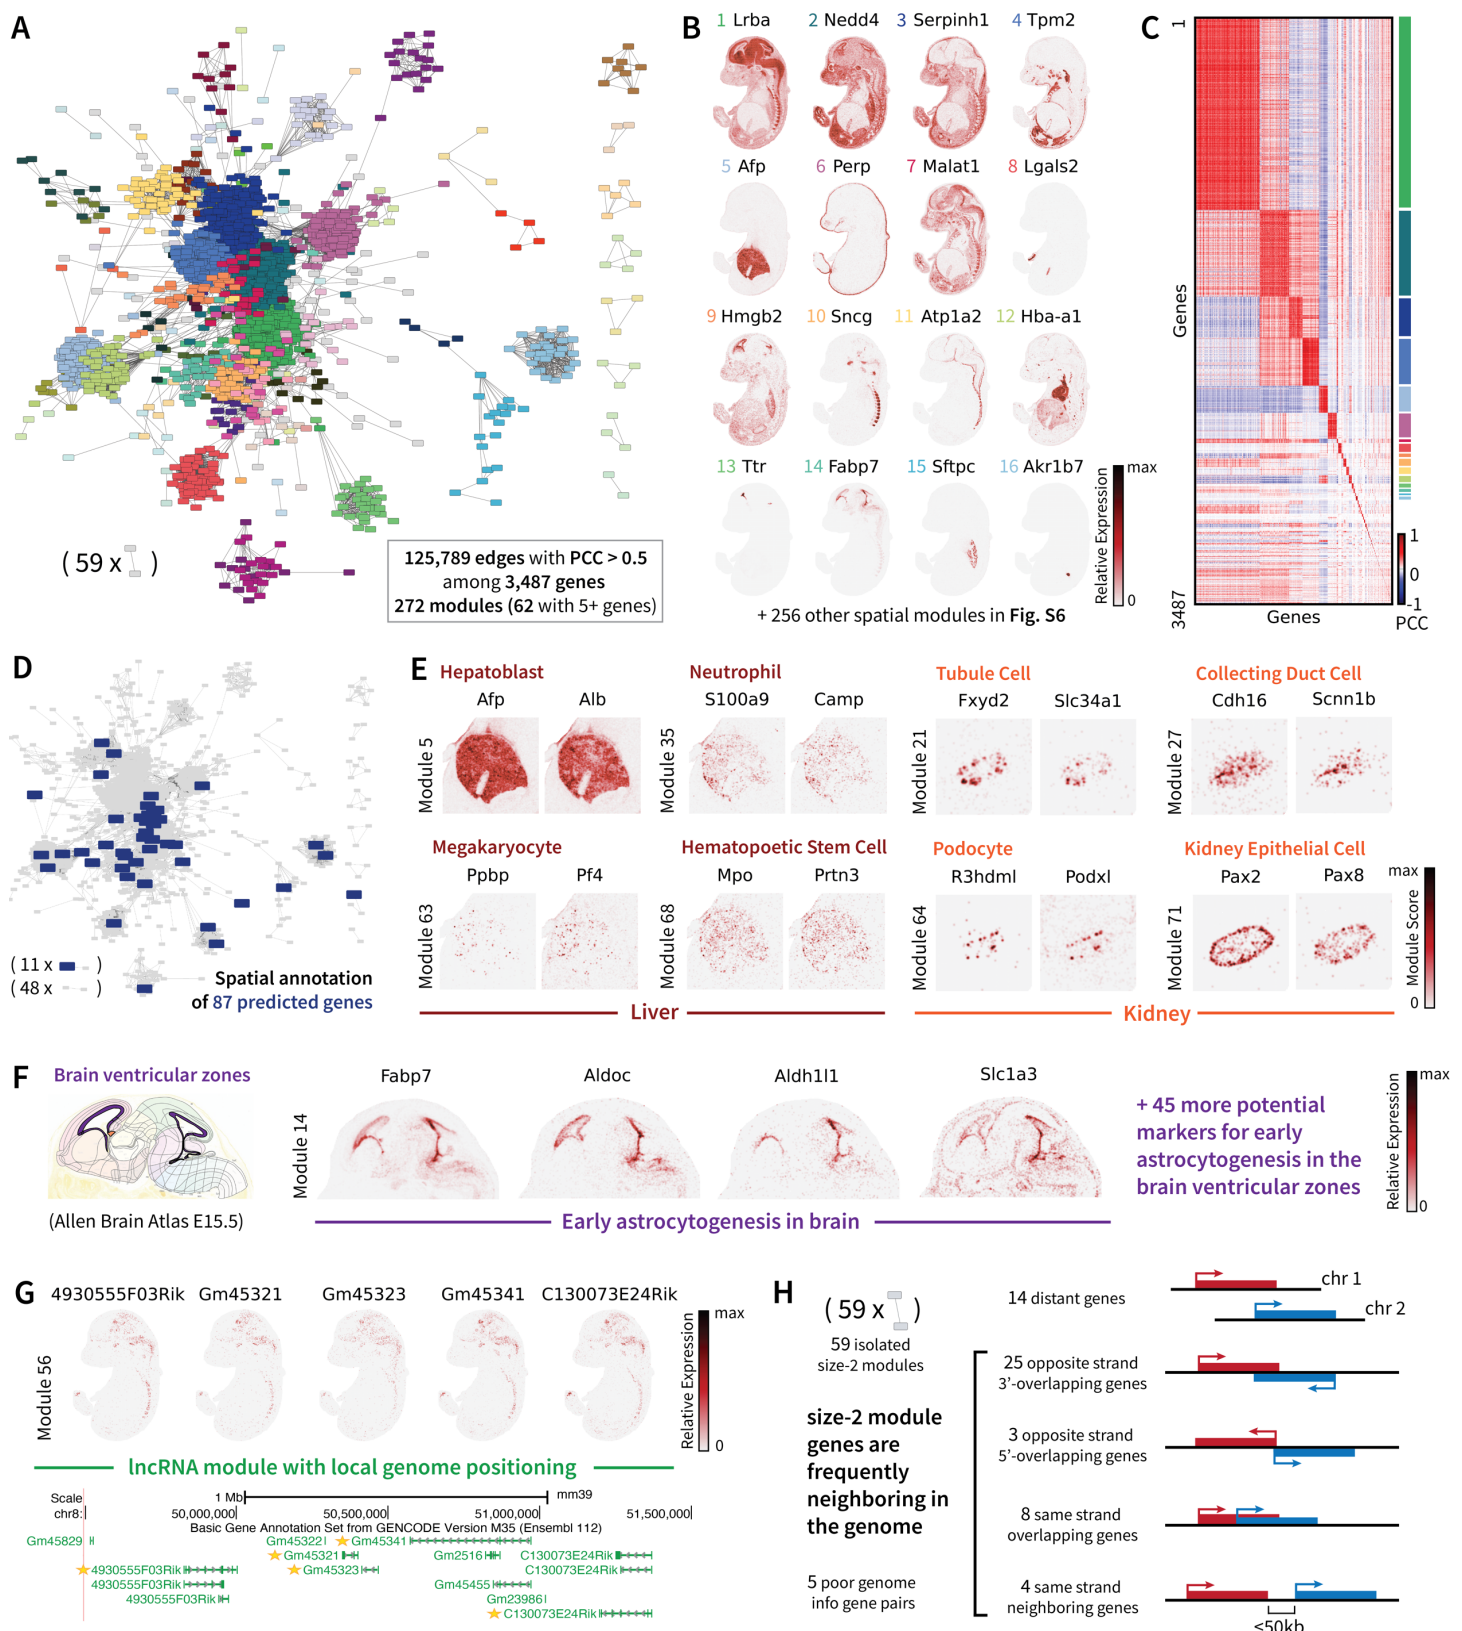 A
( 59 x )
125,789 edges with PCC > 0.5
among 3,487 genes
272 modules (62 with 5+ genes)
B
1 Lrba
2 Nedd4
3 Serpinh1
4 Tpm2
5 Afp
6 Perp
7 Malat1
8 Lgals2
9 Hmgb2
10 Sncg
11 Atp1a2
12 Hba-a1
13 Ttr
14 Fabp7
15 Sftpc
16 Akr1b7
Relative Expression
max
0
+ 256 other spatial modules in Fig. S6
C
1
Genes
3487
Genes
1
0
-1
PCC
D
( 11 x )
( 48 x )
Spatial annotation
of 87 predicted genes
E
Hepatoblast
Afp
Alb
Module 5
Neutrophil
S100a9
Camp
Module 35
Tubule Cell
Fxyd2
Slc34a1
Module 21
Collecting Duct Cell
Cdh16
Scnn1b
Module 27
Megakaryocyte
Ppbp
Pf4
Module 63
Hematopoetic Stem Cell
Mpo
Prtn3
Module 68
Podocyte
R3hdml
Podxl
Module 64
Kidney Epithelial Cell
Pax2
Pax8
Module 71
max
Module Score
0
Liver
Kidney
F
Brain ventricular zones
(Allen Brain Atlas E15.5)
Module 14
Fabp7
Aldoc
Aldh1l1
Slc1a3
Early astrocytogenesis in brain
+ 45 more potential
markers for early
astrocytogenesis in the
brain ventricular zones
Relative Expression
max
0
G
4930555F03Rik
Gm45321
Gm45323
Gm45341
C130073E24Rik
Module 56
Relative Expression
max
0
lncRNA module with local genome positioning
Scale
1 Mb
mm39
chr8:
50,000,000
50,500,000
51,000,000
51,500,000
Basic Gene Annotation Set from GENCODE Version M35 (Ensembl 112)
Gm45829
Gm45322
Gm45341
Gm45321
Gm2516
C130073E24Rik
4930555F03Rik
Gm45323
C130073E24Rik
4930555F03Rik
Gm45455
4930555F03Rik
Gm23986
C130073E24Rik
H
( 59 x )
59 isolated
size-2 modules
size-2 module
genes are
frequently
neighboring in
the genome
5 poor genome
info gene pairs
14 distant genes
chr 1
chr 2
25 opposite strand
3'-overlapping genes
3 opposite strand
5'-overlapping genes
8 same strand
overlapping genes
4 same strand
neighboring genes
≤50kb